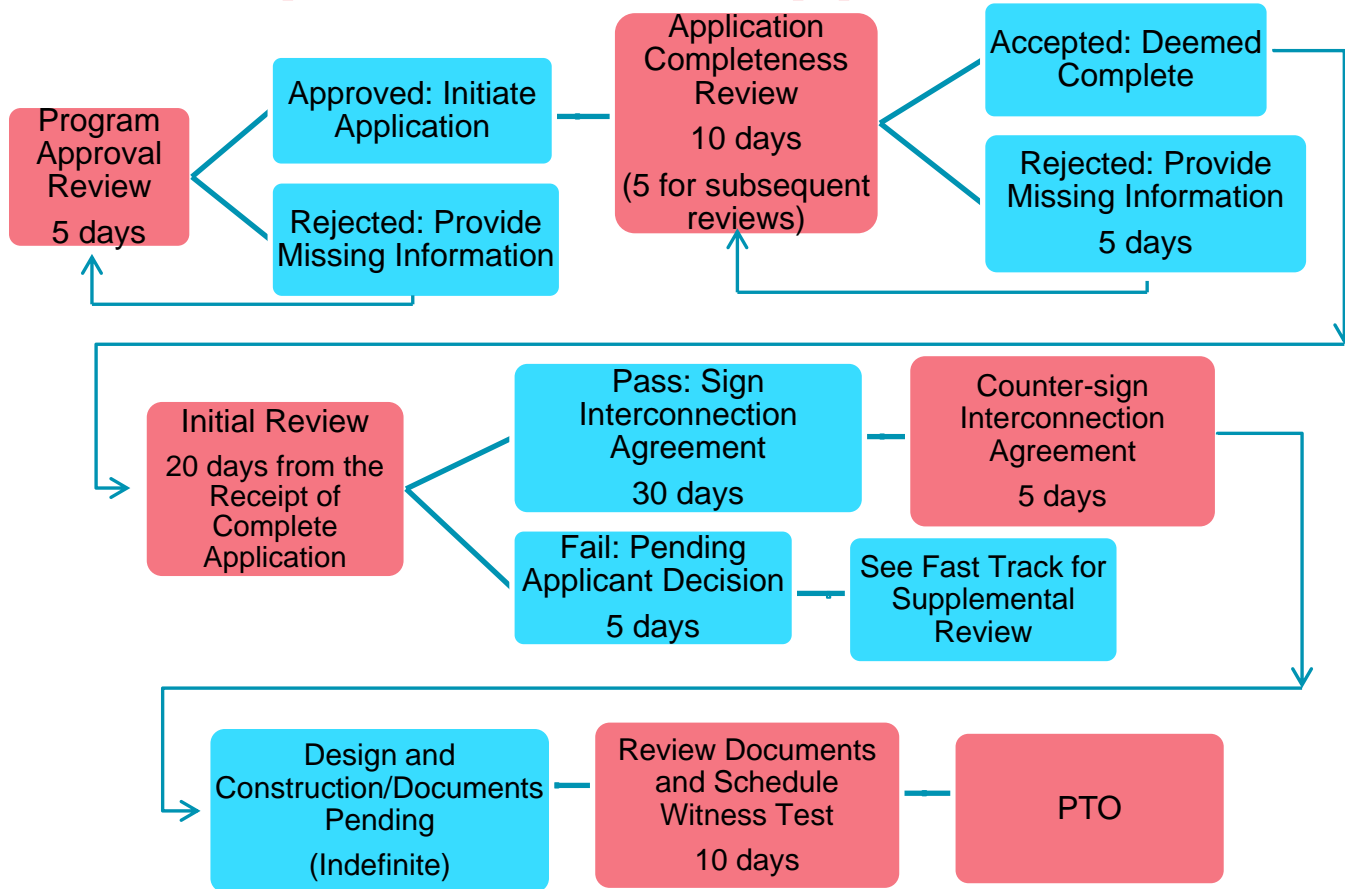 Program
Approval
Review
5 days
Approved: Initiate
Application
Rejected: Provide
Missing Information
Application
Completeness
Review
10 days
(5 for subsequent
reviews)
Accepted: Deemed
Complete
Rejected: Provide
Missing Information
5 days
Initial Review
20 days from the
Receipt of
Complete
Application
Pass: Sign
Interconnection
Agreement
30 days
Counter-sign
Interconnection
Agreement
5 days
Fail: Pending
Applicant Decision
5 days
See Fast Track for
Supplemental
Review
Design and
Construction/Documents
Pending
(Indefinite)
Review Documents
and Schedule
Witness Test
10 days
PTO